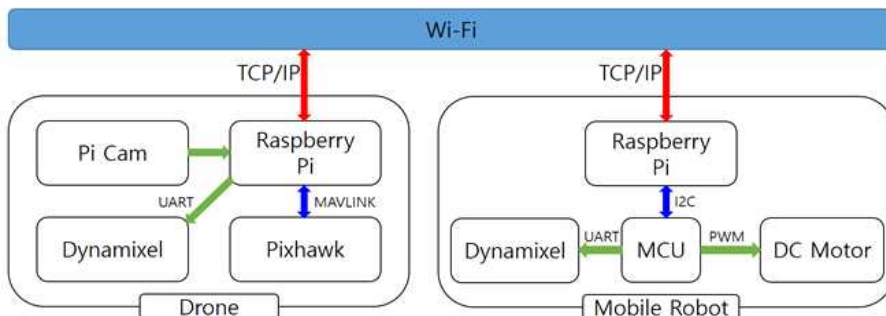 Wi-Fi
TCP/IP
TCP/IP
Pi Cam
Raspberry
Pi
UART
MAVLINK
Dynamixel
Pixhawk
Drone
Raspberry
Pi
I2C
Dynamixel
UART
MCU
PWM
DC Motor
Mobile Robot